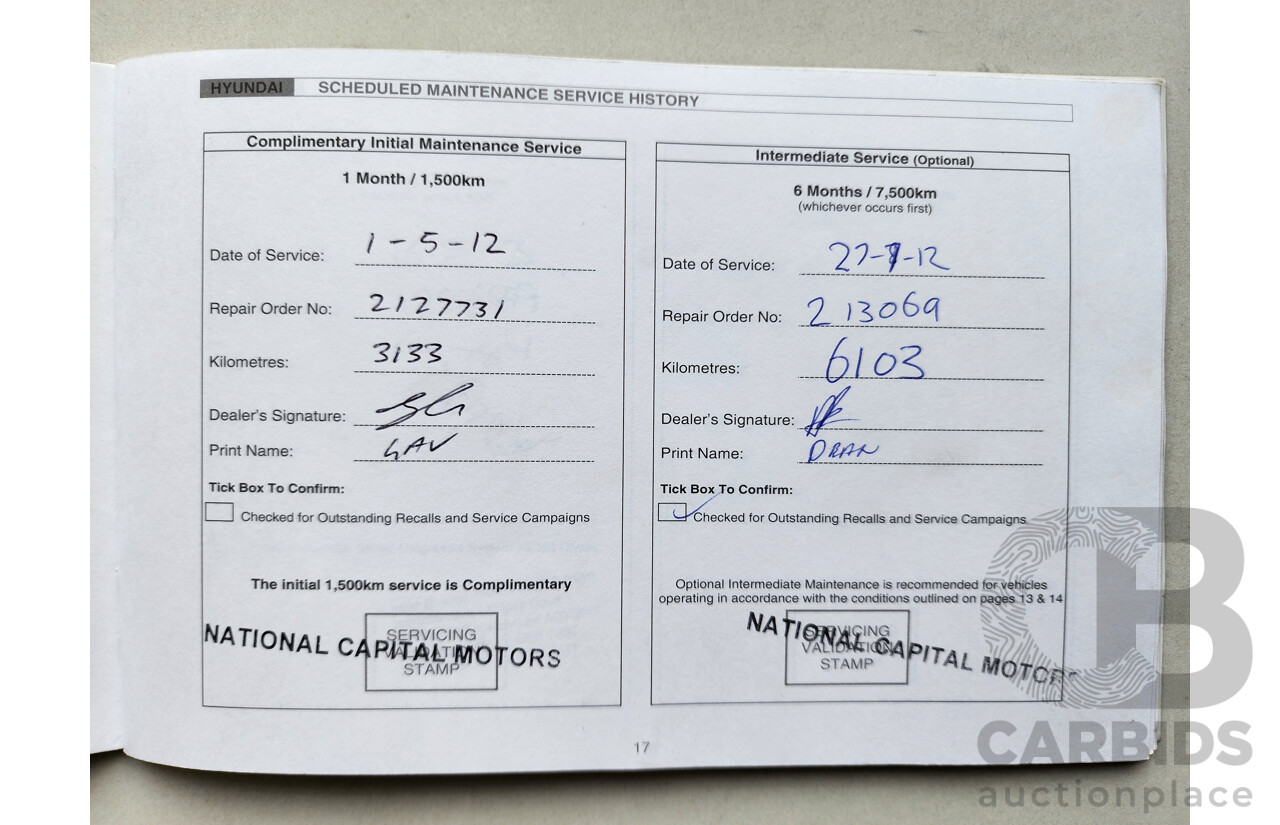 HYUNDAI SCHEDULED MAINTENANCE SERVICE HISTORY
Complimentary Initial Maintenance Service
1 Month / 1,500km
Date of Service: 1-5-12
Repair Order No: 2127731
Kilometres: 3133
Dealer's Signature:
Print Name: GAV
Tick Box To Confirm:
Checked for Outstanding Recalls and Service Campaigns
The initial 1,500km service is Complimentary
SERVICING
VALIDATION
STAMP
NATIONAL CAPITAL MOTORS
Intermediate Service (Optional)
6 Months / 7,500km
(whichever occurs first)
Date of Service: 27-7-12
Repair Order No: 213069
Kilometres: 6103
Dealer's Signature:
Print Name:
Tick Box To Confirm:
Checked for Outstanding Recalls and Service Campaigns
Optional Intermediate Maintenance is recommended for vehicles
operating in accordance with the conditions outlined on pages 13 & 14
SERVICING
VALIDATION
STAMP
NATIONAL CAPITAL MOTORS
17
CARBIDS
auctionplace